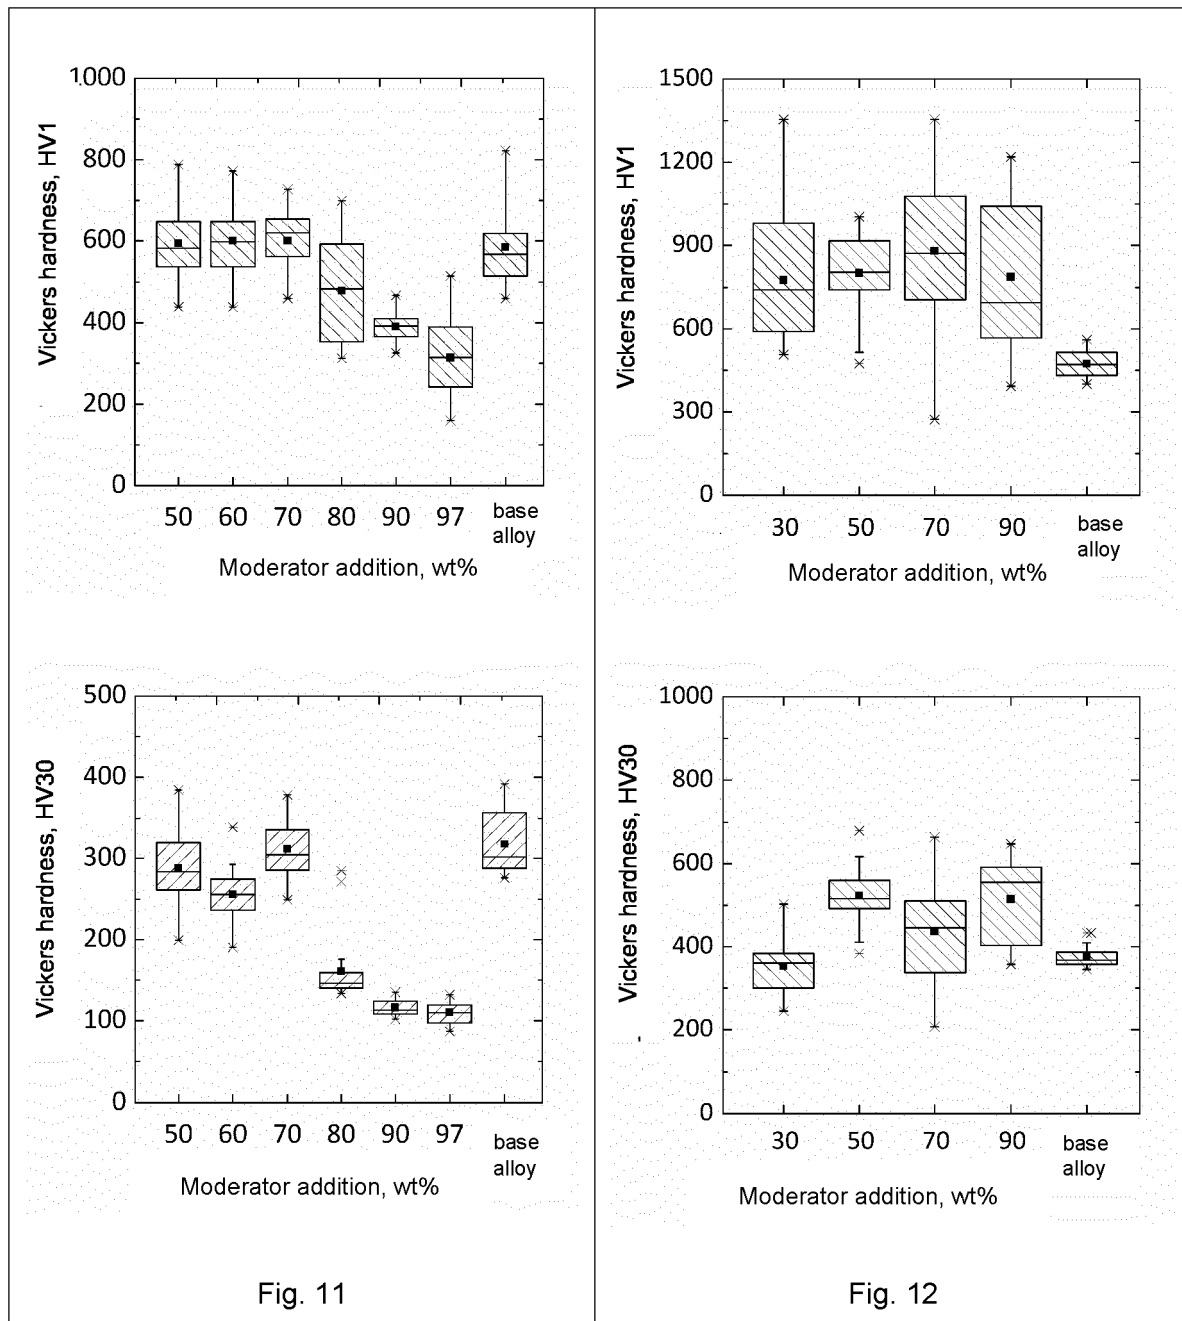 Vickers hardness, HV1
1.000
800
600
400
200
0
50 60 70 80 90 97 base
alloy
Moderator addition, wt%
Vickers hardness, HV1
1500
1200
900
600
300
0
30 50 70 90 base
alloy
Moderator addition, wt%
Vickers hardness, HV30
500
400
300
200
100
0
50 60 70 80 90 97 base
alloy
Moderator addition, wt%
Vickers hardness, HV30
1000
800
600
400
200
0
30 50 70 90 base
alloy
Moderator addition, wt%
Fig. 11
Fig. 12